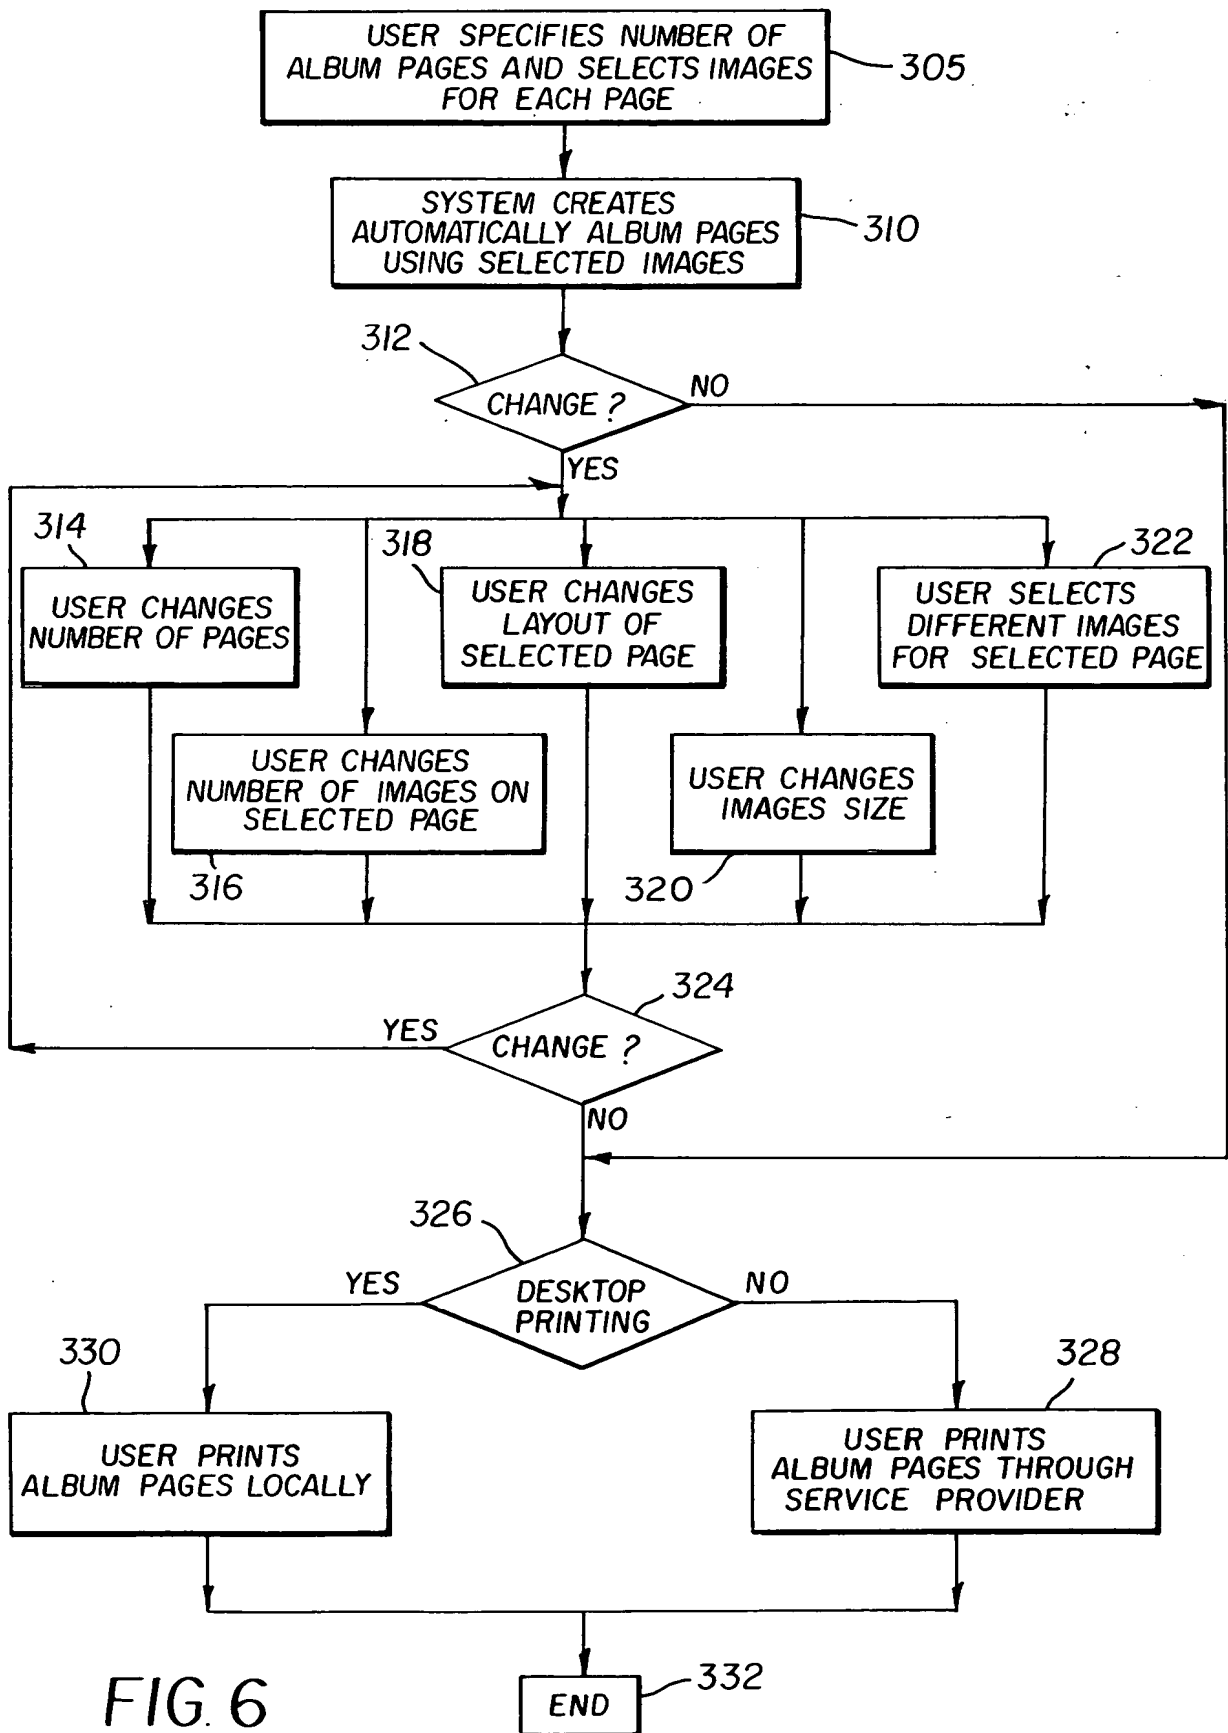 USER SPECIFIES NUMBER OF
ALBUM PAGES AND SELECTS IMAGES
FOR EACH PAGE
305
SYSTEM CREATES
AUTOMATICALLY ALBUM PAGES
USING SELECTED IMAGES
310
312
CHANGE ?
NO
YES
314
USER CHANGES
NUMBER OF PAGES
318
USER CHANGES
LAYOUT OF
SELECTED PAGE
322
USER SELECTS
DIFFERENT IMAGES
FOR SELECTED PAGE
USER CHANGES
NUMBER OF IMAGES ON
SELECTED PAGE
316
USER CHANGES
IMAGES SIZE
320
324
YES
CHANGE ?
NO
326
YES
DESKTOP
PRINTING
NO
330
USER PRINTS
ALBUM PAGES LOCALLY
328
USER PRINTS
ALBUM PAGES THROUGH
SERVICE PROVIDER
FIG. 6
END
332